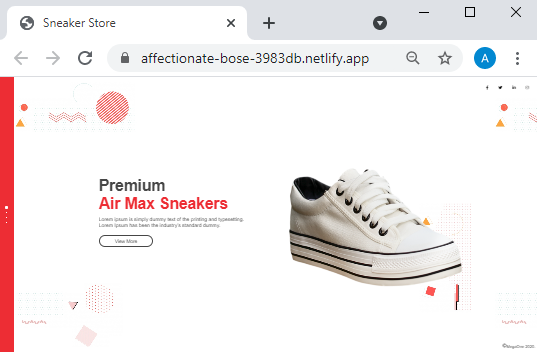 Sneaker Store
affectionate-bose-3983db.netlify.app
A
Premium
Air Max Sneakers
Lorem Ipsum is simply dummy text of the printing and typesetting.
Lorem Ipsum has been the industry's standard dummy.
View More
©MegaOne 2020